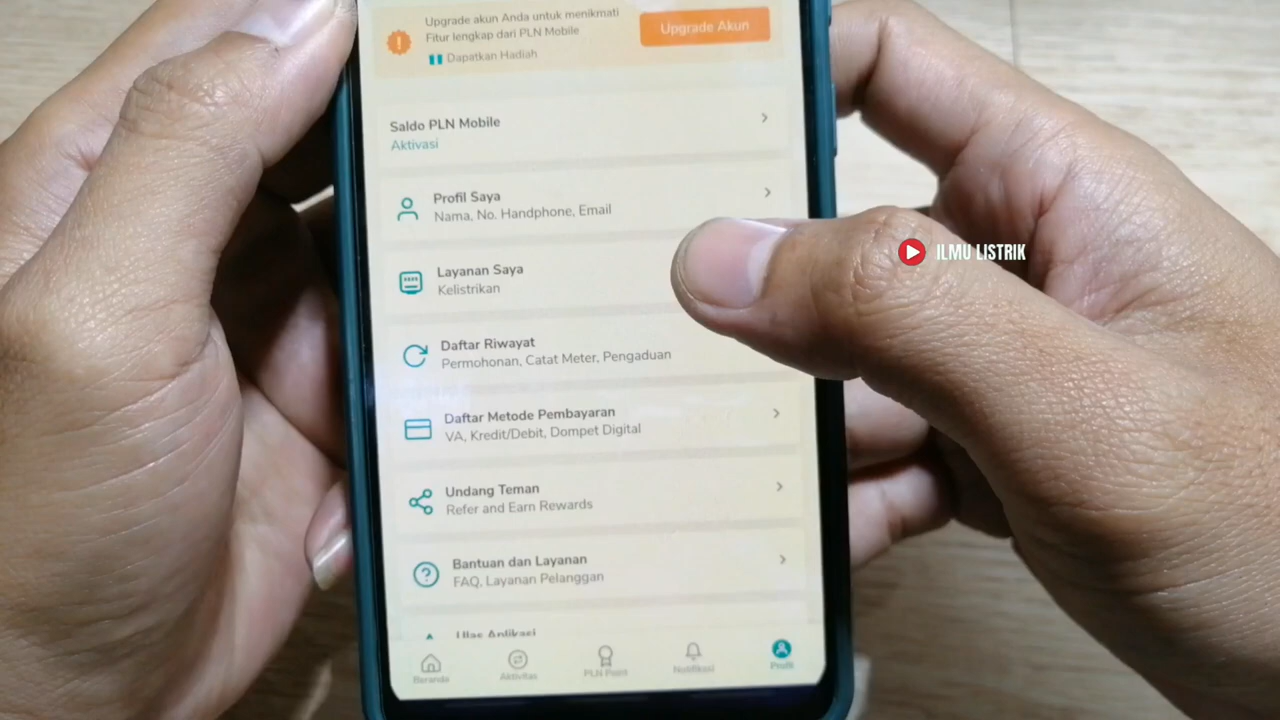 Upgrade akun Anda untuk menikmati
Fitur lengkap dari PLN Mobile
Dapatkan Hadiah
Upgrade Akun
Saldo PLN Mobile
Aktivasi
Profil Saya
Nama, No. Handphone, Email
Layanan Saya
Kelistrikan
ILMU LISTRIK
Daftar Riwayat
Permohonan, Catat Meter, Pengaduan
Daftar Metode Pembayaran
VA, Kredit/Debit, Dompet Digital
Undang Teman
Refer and Earn Rewards
Bantuan dan Layanan
FAQ, Layanan Pelanggan
Ulas Aplikasi
Beranda
Aktivitas
PLN Point
Notifikasi
Profil